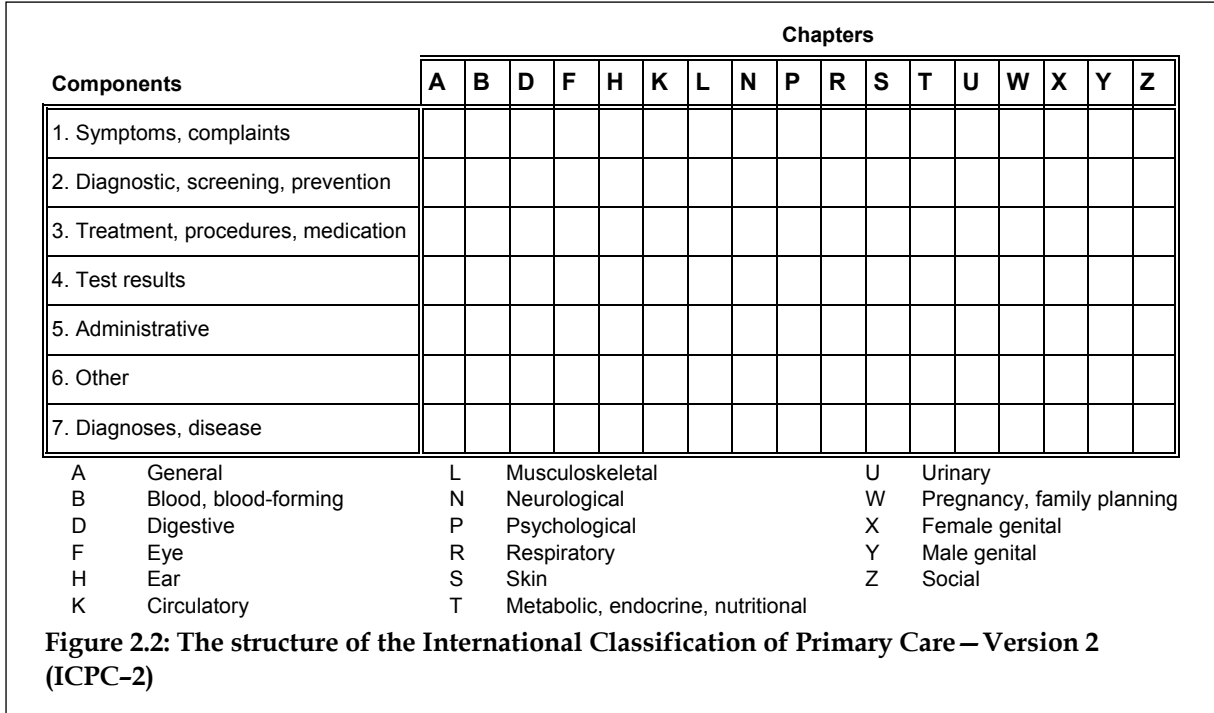 Chapters
Components A B D F H K L N P R S T U W X Y Z
1. Symptoms, complaints
2. Diagnostic, screening, prevention
3. Treatment, procedures, medication
4. Test results
5. Administrative
6. Other
7. Diagnoses, disease
A General L Musculoskeletal U Urinary
B Blood, blood-forming N Neurological W Pregnancy, family planning
D Digestive P Psychological X Female genital
F Eye R Respiratory Y Male genital
H Ear S Skin Z Social
K Circulatory T Metabolic, endocrine, nutritional
Figure 2.2: The structure of the International Classification of Primary Care—Version 2
(ICPC–2)